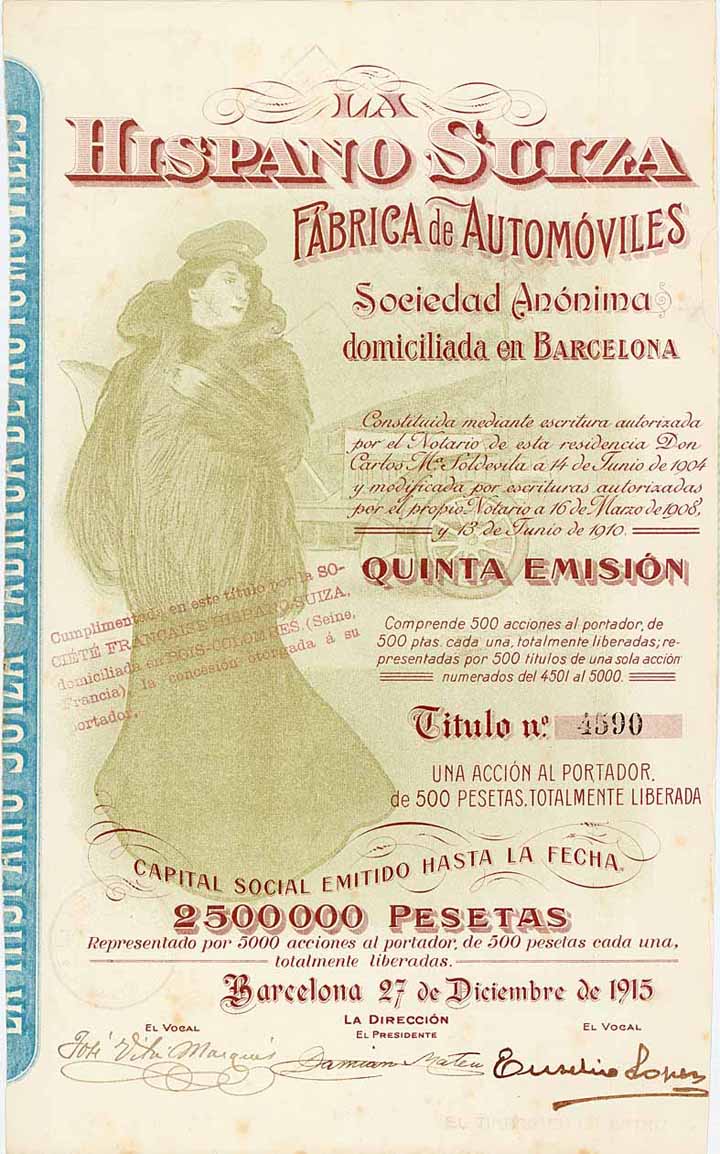 LA
HISPANO SUIZA
FÁBRICA de AUTOMÓVILES
Sociedad Anónima
domiciliada en BARCELONA
Constituida mediante escritura autorizada
por el Notario de esta residencia Don
Carlos Mª Soldevila á 14 de Junio de 1904
y modificada por escrituras autorizadas
por el propio Notario a 16 de Marzo de 1908,
y 13 de Junio de 1910.
QUINTA EMISIÓN
Cumplimentada en este título por la SO-
CIÉTÉ FRANÇAISE HISPANO SUIZA,
domiciliada en BOIS-COLOMBES, (Seine,
Francia) la concesión otorgada á su
portador.
Comprende 500 acciones al portador, de
500 ptas. cada una, totalmente liberadas; re-
presentadas por 500 títulos de una sola acción
numerados del 4501 al 5000.
Título nº 4590
UNA ACCIÓN AL PORTADOR,
de 500 PESETAS, TOTALMENTE LIBERADA
CAPITAL SOCIAL EMITIDO HASTA LA FECHA,
2500000 PESETAS
Representado por 5000 acciones al portador, de 500 pesetas cada una,
totalmente liberadas.
Barcelona 27 de Diciembre de 1915
EL VOCAL
LA DIRECCIÓN
EL PRESIDENTE
EL VOCAL
José Vilá Marqués
Damian Mateu
Eusebio Lopez
LA HISPANO SUIZA FÁBRICA DE AUTOMÓVILES